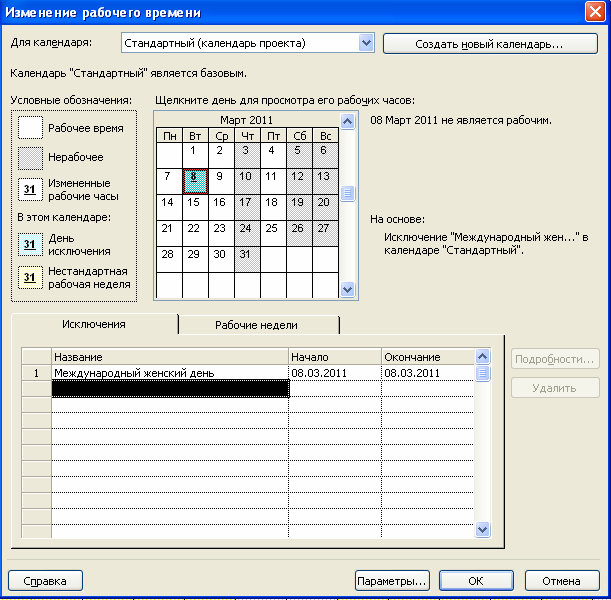 Изменение рабочего времени
Для календаря: Стандартный (календарь проекта) Создать новый календарь...
Календарь "Стандартный" является базовым.
Условные обозначения: Щелкните день для просмотра его рабочих часов:
Рабочее время
Нерабочее
31 Измененные рабочие часы
В этом календаре:
31 День исключения
31 Нестандартная рабочая неделя
Март 2011
Пн Вт Ср Чт Пт Сб Вс
1 2 3 4 5 6
7 8 9 10 11 12 13
14 15 16 17 18 19 20
21 22 23 24 25 26 27
28 29 30 31
08 Март 2011 не является рабочим.
На основе:
Исключение "Международный жен..." в
календаре "Стандартный".
Исключения Рабочие недели
Название Начало Окончание
1 Международный женский день 08.03.2011 08.03.2011
Подробности...
Удалить
Справка Параметры... ОК Отмена